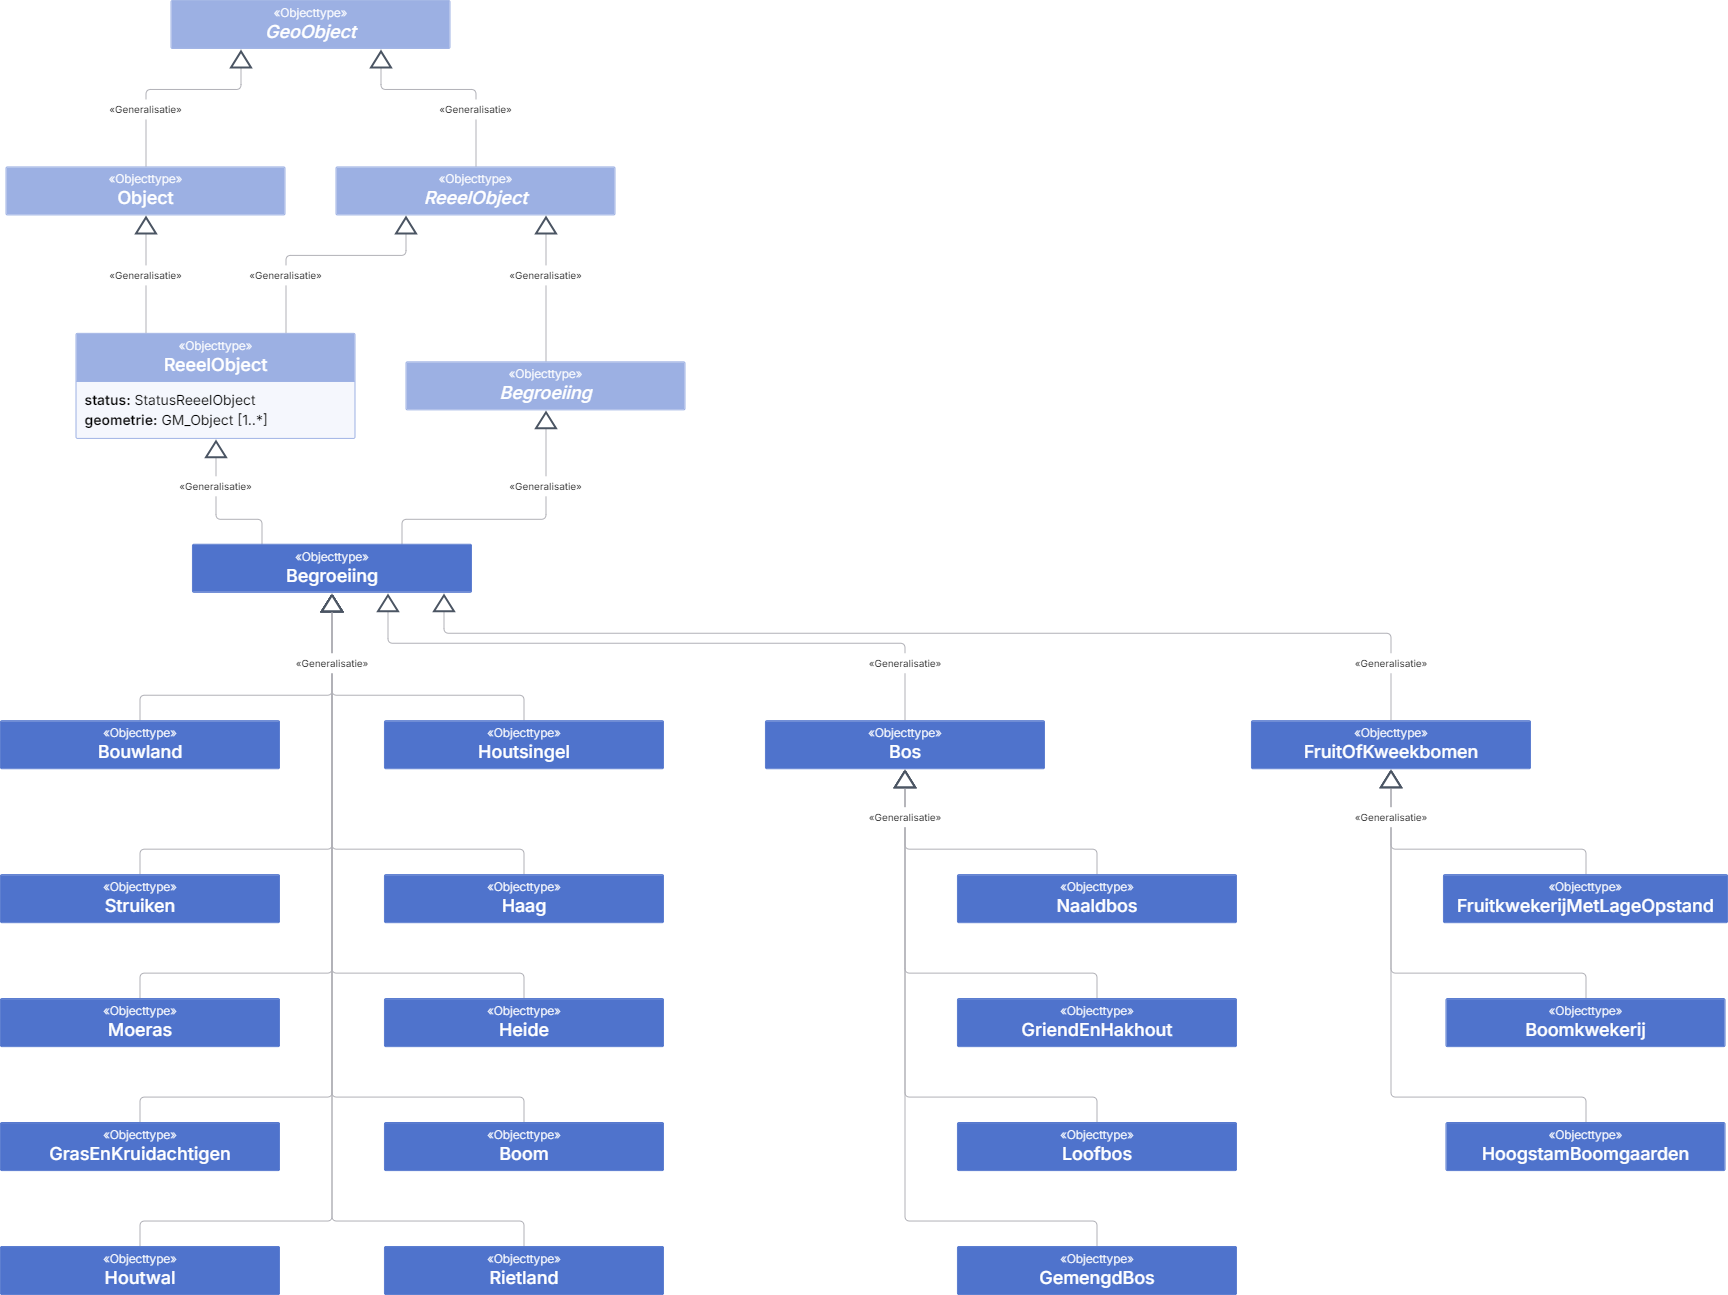 «Objecttype»
GeoObject
«Generalisatie»
«Generalisatie»
«Objecttype»
Object
«Objecttype»
ReeelObject
«Generalisatie»
«Generalisatie»
«Generalisatie»
«Objecttype»
ReeelObject
status: StatusReeelObject
geometrie: GM_Object [1..*]
«Objecttype»
Begroeiing
«Generalisatie»
«Generalisatie»
«Objecttype»
Begroeiing
«Generalisatie»
«Generalisatie»
«Generalisatie»
«Objecttype»
Bouwland
«Objecttype»
Houtsingel
«Objecttype»
Bos
«Objecttype»
FruitOfKweekbomen
«Generalisatie»
«Generalisatie»
«Objecttype»
Struiken
«Objecttype»
Haag
«Objecttype»
Naaldbos
«Objecttype»
FruitkwekerijMetLageOpstand
«Objecttype»
Moeras
«Objecttype»
Heide
«Objecttype»
GriendEnHakhout
«Objecttype»
Boomkwekerij
«Objecttype»
GrasEnKruidachtigen
«Objecttype»
Boom
«Objecttype»
Loofbos
«Objecttype»
HoogstamBoomgaarden
«Objecttype»
Houtwal
«Objecttype»
Rietland
«Objecttype»
GemengdBos